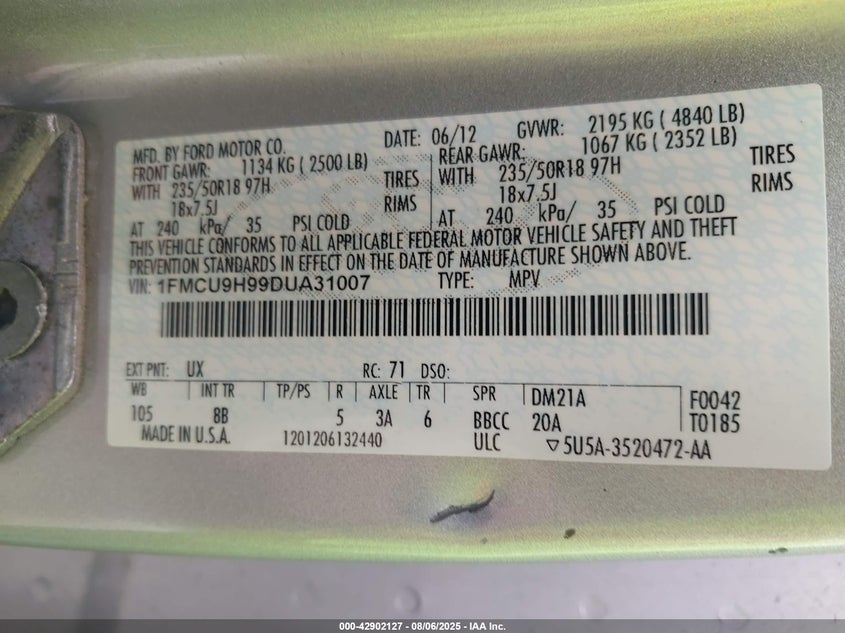 MFD. BY FORD MOTOR CO. DATE: 06/12 GVWR: 2195 KG ( 4840 LB)
FRONT GAWR: 1134 KG ( 2500 LB) REAR GAWR: 1067 KG ( 2352 LB)
WITH 235/50R18 97H TIRES WITH 235/50R18 97H TIRES
18x7.5J RIMS 18x7.5J RIMS
AT 240 kPa/ 35 PSI COLD AT 240 kPa/ 35 PSI COLD
THIS VEHICLE CONFORMS TO ALL APPLICABLE FEDERAL MOTOR VEHICLE SAFETY AND THEFT
PREVENTION STANDARDS IN EFFECT ON THE DATE OF MANUFACTURE SHOWN ABOVE.
VIN: 1FMCU9H99DUA31007 TYPE: MPV
EXT PNT: UX RC: 71 DSO:
WB INT TR TP/PS R AXLE TR SPR DM21A F0042
105 8B 5 3A 6 BBCC 20A T0185
MADE IN U.S.A. 1201206132440 ULC ▽5U5A-3520472-AA
000-42902127 - 08/06/2025 - IAA Inc.